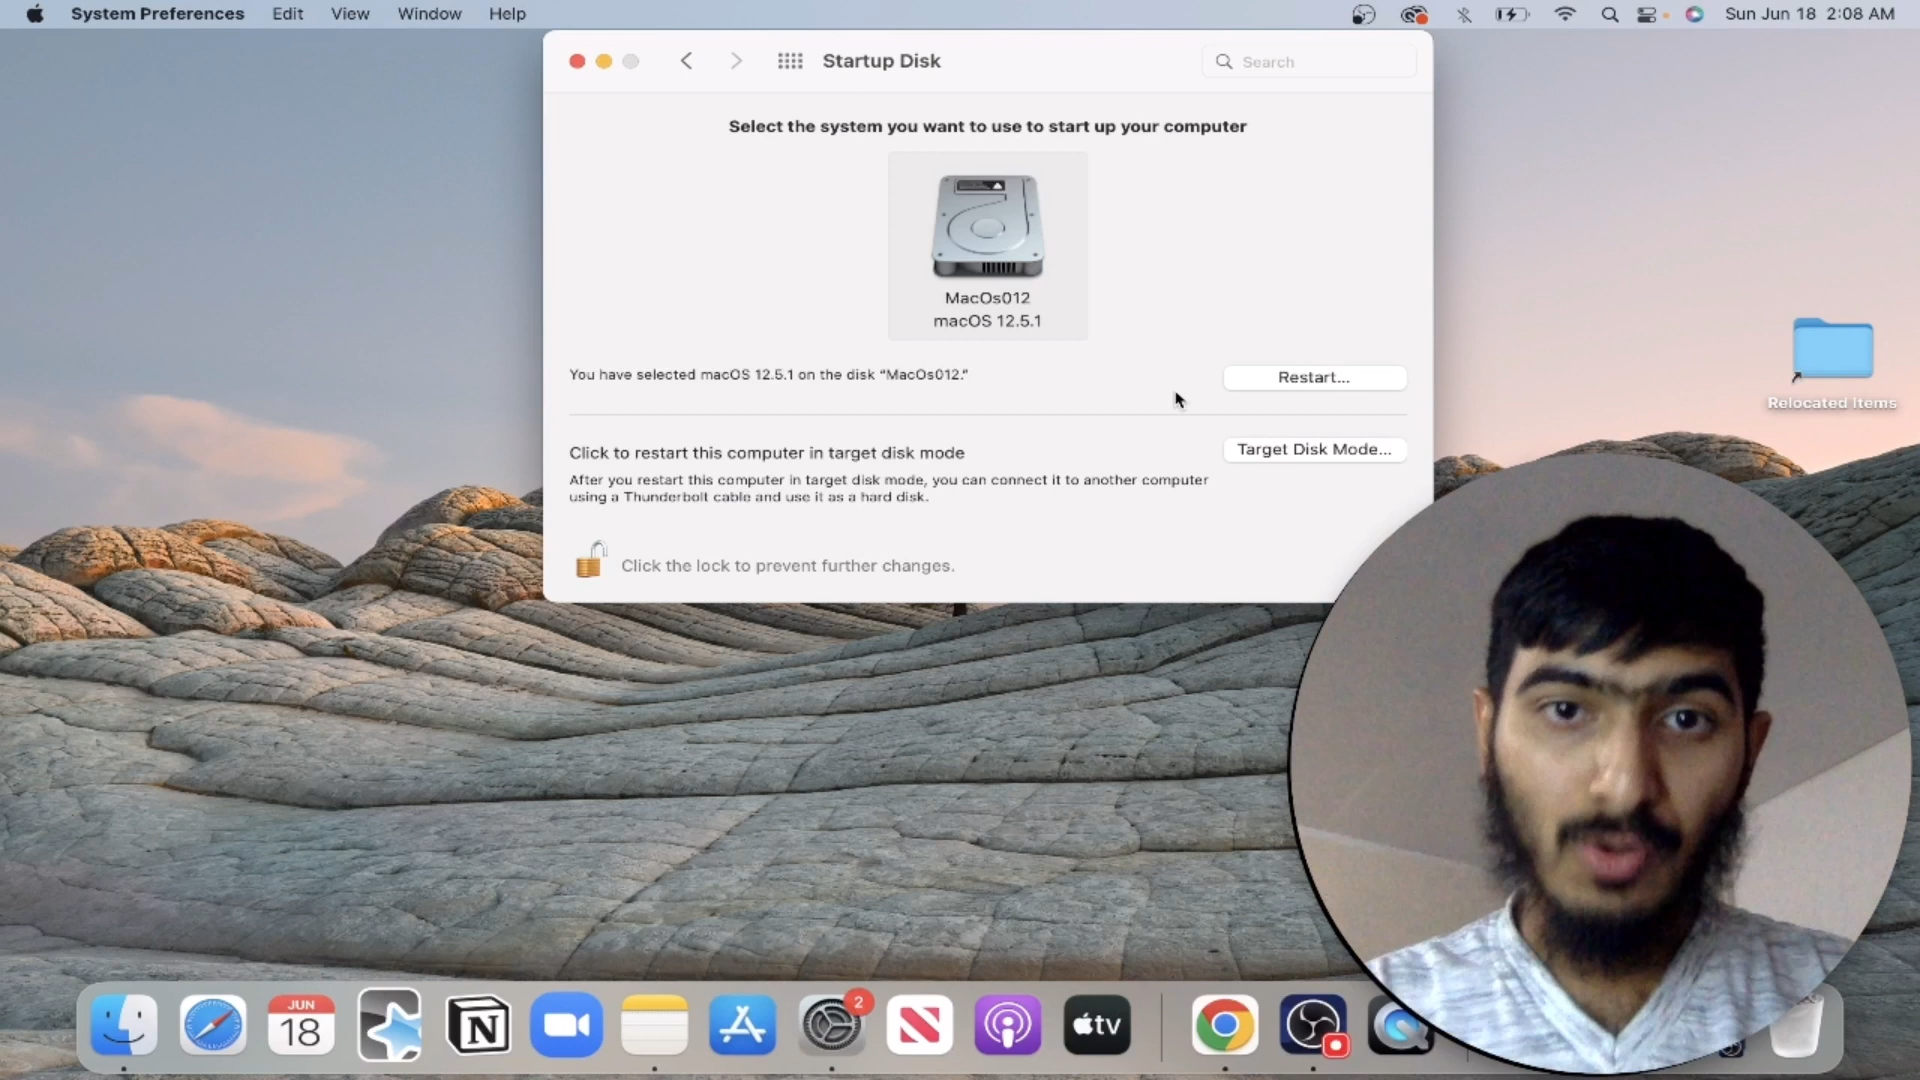 System Preferences Edit View Window Help Sun Jun 18 2:08 AM
Startup Disk Search
Select the system you want to use to start up your computer
MacOs012
macOS 12.5.1
You have selected macOS 12.5.1 on the disk “MacOs012.” Restart...
Click to restart this computer in target disk mode Target Disk Mode...
After you restart this computer in target disk mode, you can connect it to another computer
using a Thunderbolt cable and use it as a hard disk.
Click the lock to prevent further changes.
Relocated Items
JUN
18
N
2
tv